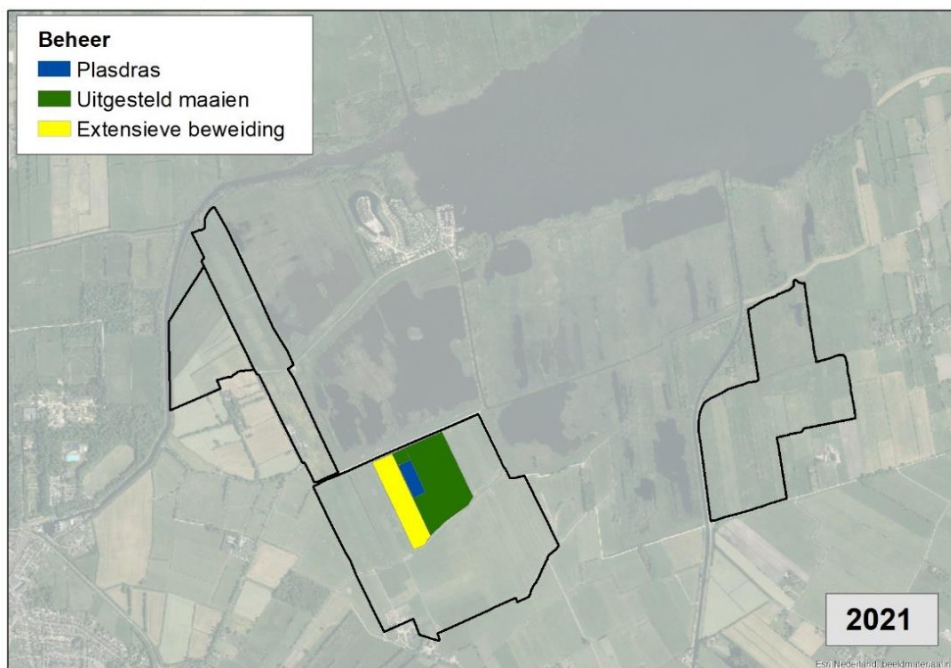 Beheer
Plasdras
Uitgesteld maaien
Extensieve beweiding
2021
Esri Nederland, beeldmateriaal.nl